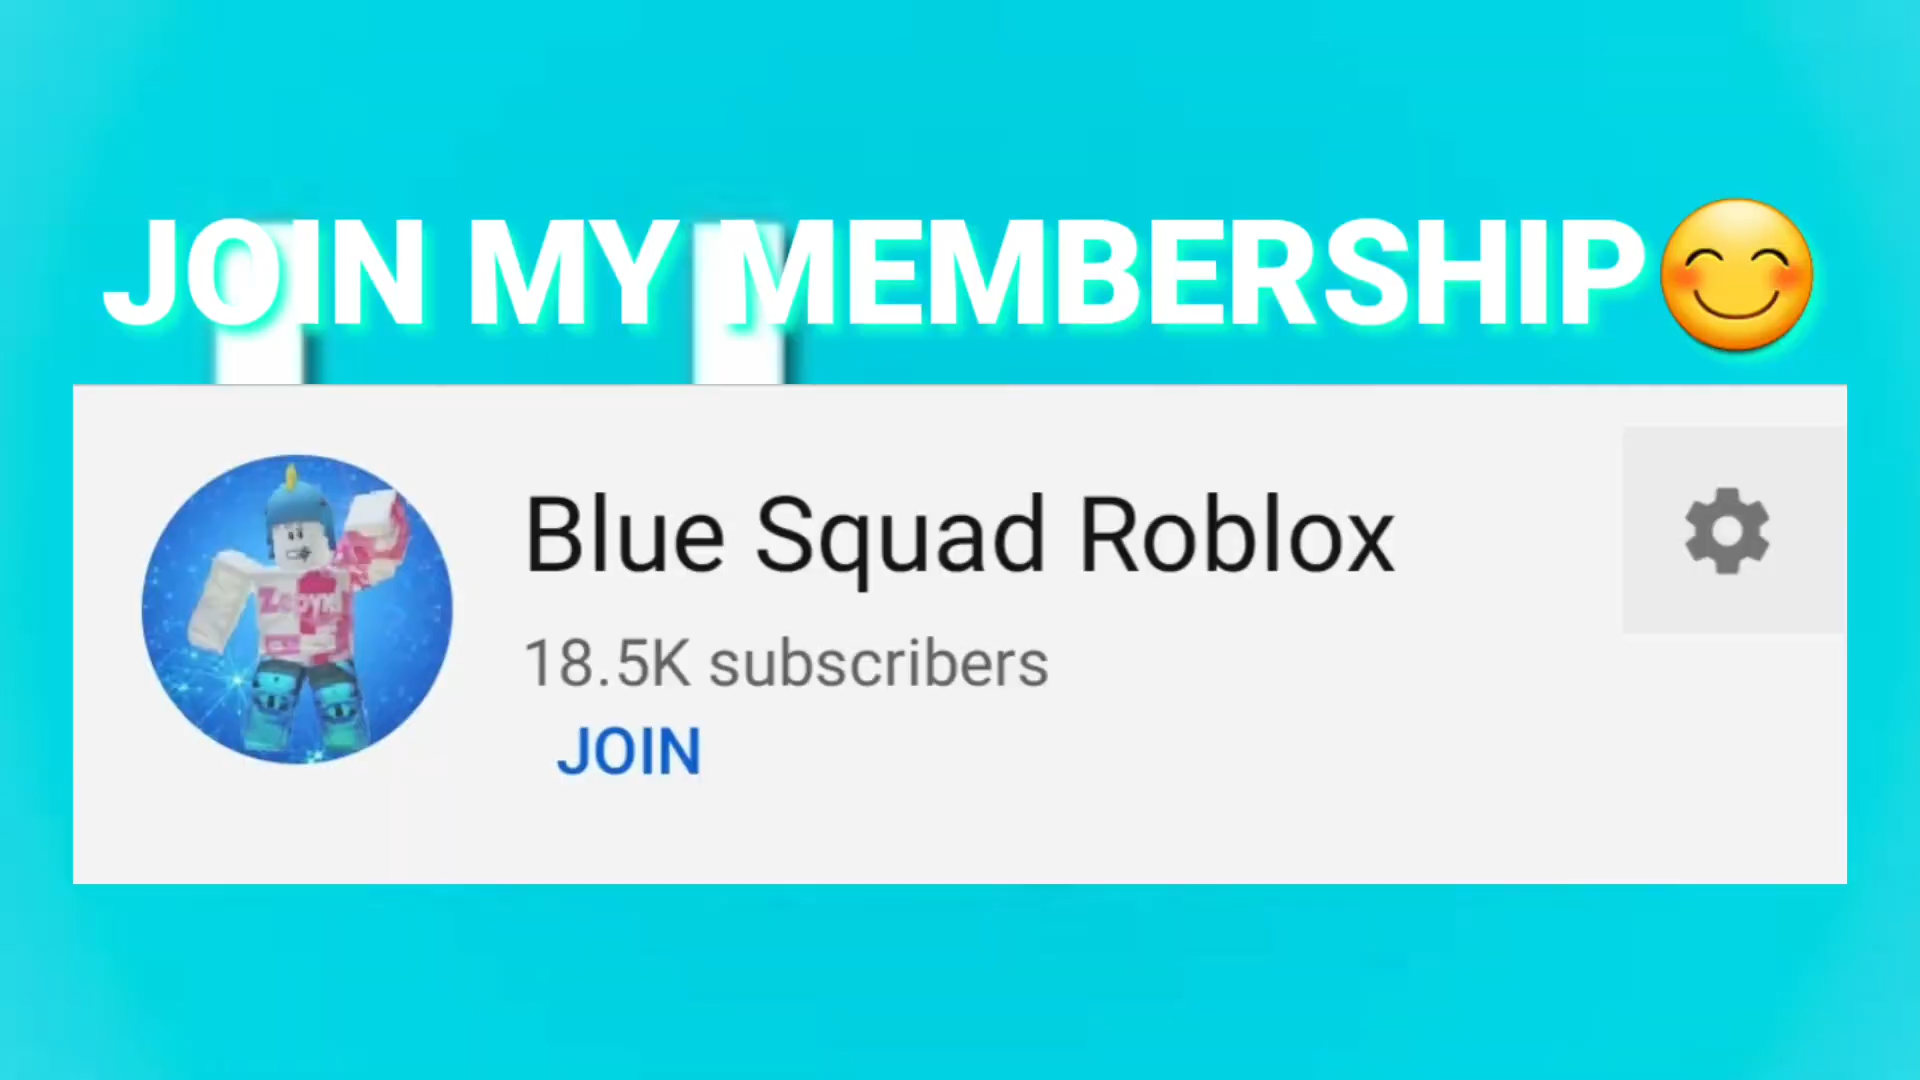 JOIN MY MEMBERSHIP😊
Blue Squad Roblox
18.5K subscribers
JOIN